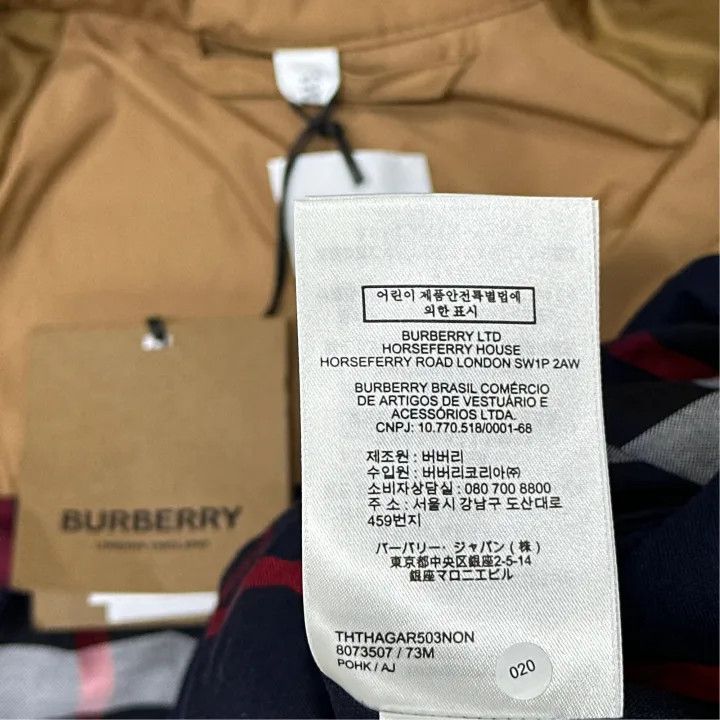 어린이 제품안전특별법에
의한 표시
BURBERRY LTD
HORSEFERRY HOUSE
HORSEFERRY ROAD LONDON SW1P 2AW
BURBERRY BRASIL COMÉRCIO
DE ARTIGOS DE VESTUÁRIO E
ACESSÓRIOS LTDA.
CNPJ: 10.770.518/0001-68
제조원 : 버버리
수입원 : 버버리코리아㈜
소비자상담실 : 080 700 8800
주 소 : 서울시 강남구 도산대로
459번지
バーバリー・ジャパン(株)
東京都中央区銀座2-5-14
銀座マロニエビル
THTHAGAR503NON
8073507 / 73M
POHK / AJ
020
BURBERRY
LONDON, ENGLAND